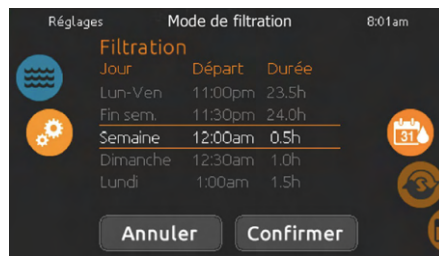 Réglages Mode de filtration 8:01am
Filtration
Jour Départ Durée
Lun-Ven 11:00pm 23.5h
Fin sem. 11:30pm 24.0h
Semaine 12:00am 0.5h
Dimanche 12:30am 1.0h
Lundi 1:00am 1.5h
31
Annuler Confirmer